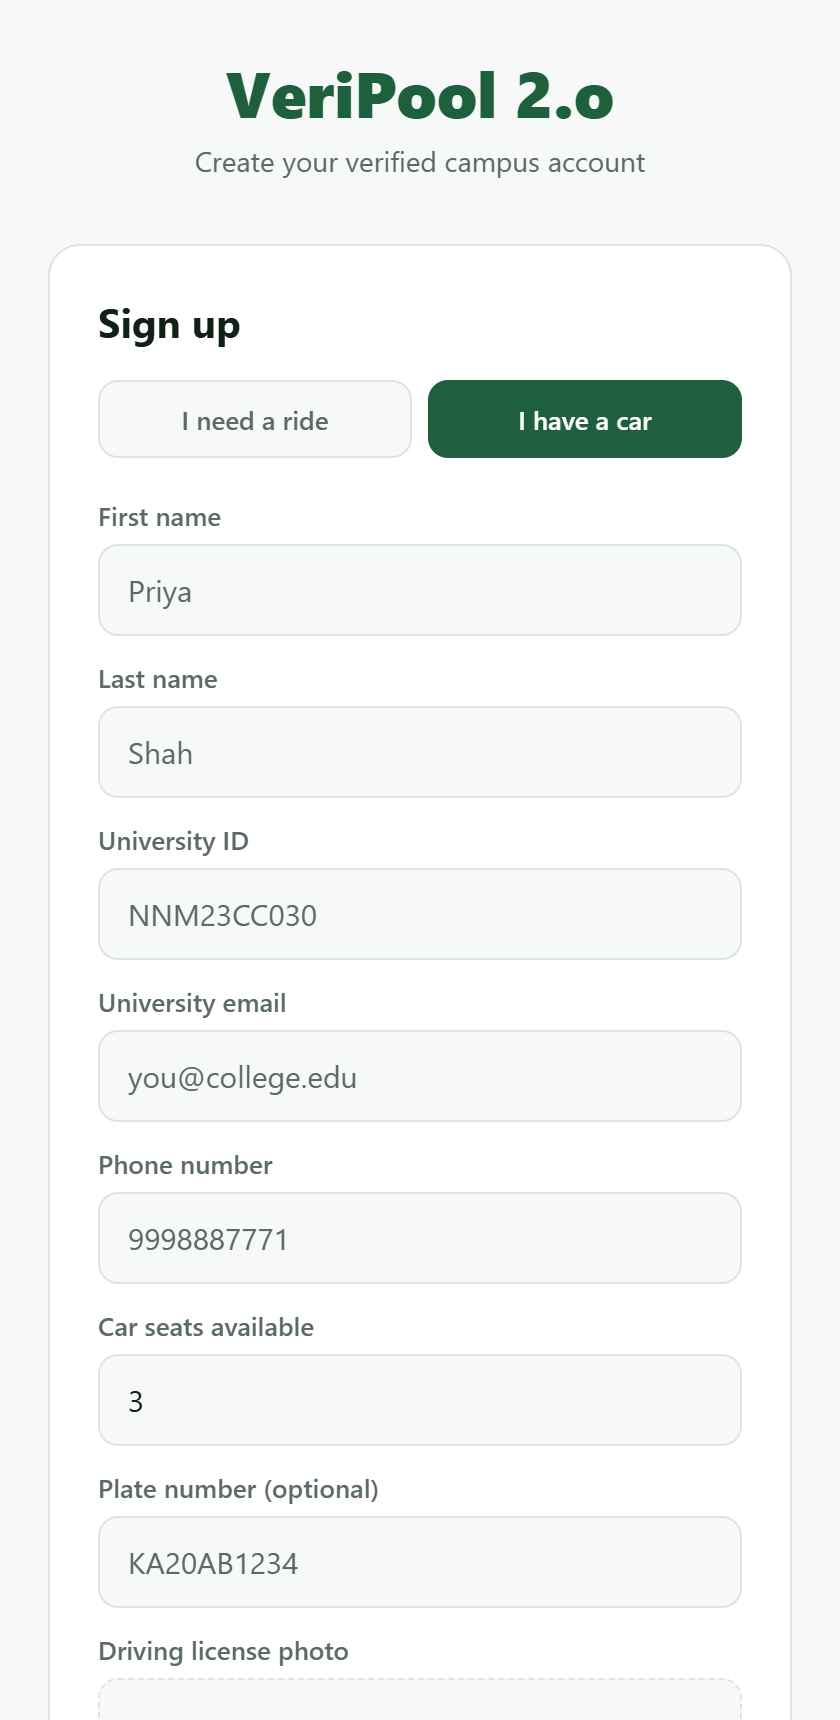 VeriPool 2.o
Create your verified campus account
Sign up
I need a ride
I have a car
First name
Priya
Last name
Shah
University ID
NNM23CC030
University email
you@college.edu
Phone number
9998887771
Car seats available
3
Plate number (optional)
KA20AB1234
Driving license photo